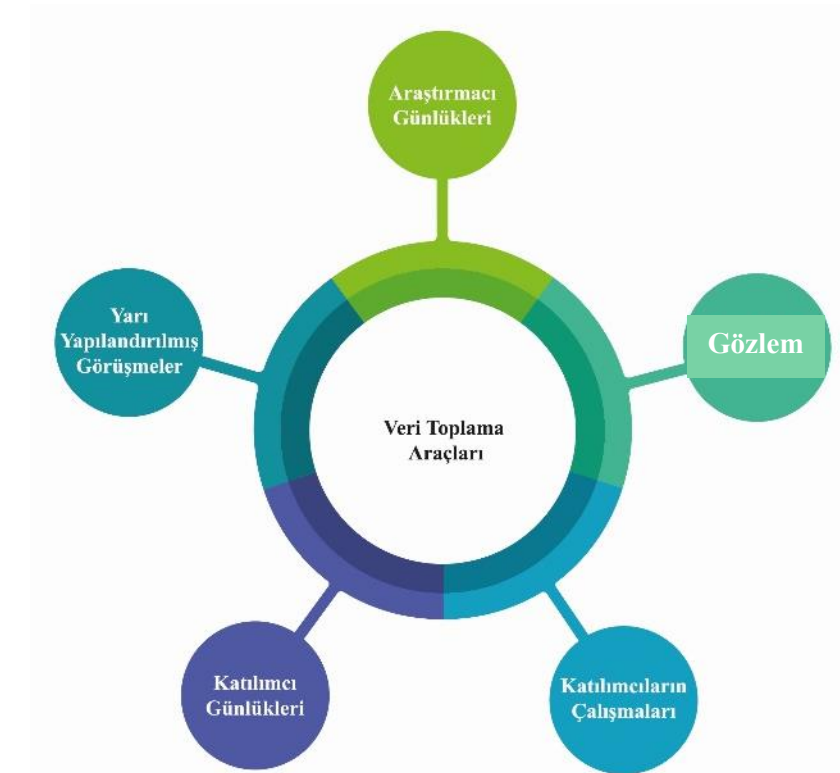 Araştırmacı
Günlükleri
Yarı
Yapılandırılmış
Görüşmeler
Gözlem
Veri Toplama
Araçları
Katılımcı
Günlükleri
Katılımcıların
Çalışmaları